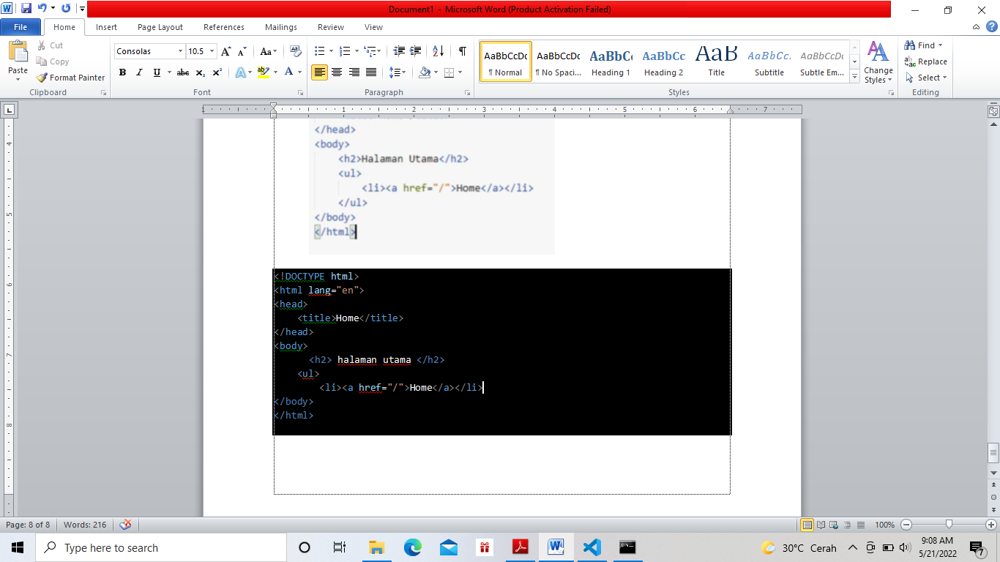 Document1 - Microsoft Word (Product Activation Failed)
File Home Insert Page Layout References Mailings Review View
Paste
Cut
Copy
Format Painter
Clipboard
Consolas 10.5
Font
Paragraph
AaBbCcDc AaBbCcDc AaBbCc AaBbCc AaB AaBbCc. AaBbCcDc
¶ Normal ¶ No Spaci... Heading 1 Heading 2 Title Subtitle Subtle Em...
Styles
Change Styles
Find
Replace
Select
Editing
1 1 2 3 4 5 6 7
4
5
6
7
8
</head>
<body>
<h2>Halaman Utama</h2>
<ul>
<li><a href="/">Home</a></li>
</ul>
</body>
</html>
<!DOCTYPE html>
<html lang="en">
<head>
<title>Home</title>
</head>
<body>
<h2> halaman utama </h2>
<ul>
<li><a href="/">Home</a></li>
</body>
</html>
Page: 8 of 8 Words: 216 100%
Type here to search
30°C Cerah
9:08 AM
5/21/2022
7